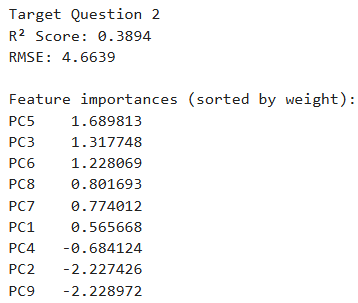 Target Question 2
R² Score: 0.3894
RMSE: 4.6639
Feature importances (sorted by weight):
PC5 1.689813
PC3 1.317748
PC6 1.228069
PC8 0.801693
PC7 0.774012
PC1 0.565668
PC4 -0.684124
PC2 -2.227426
PC9 -2.228972